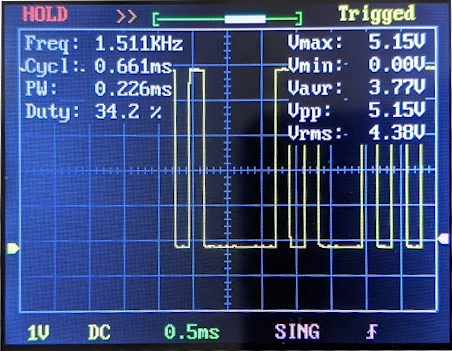 HOLD >> Trigged
Freq: 1.511KHz Vmax: 5.15V
Cycl: 0.661ms Vmin: 0.00V
PW: 0.226ms Vavr: 3.77V
Duty: 34.2 % Vpp: 5.15V
Vrms: 4.38V
1V DC 0.5ms SING